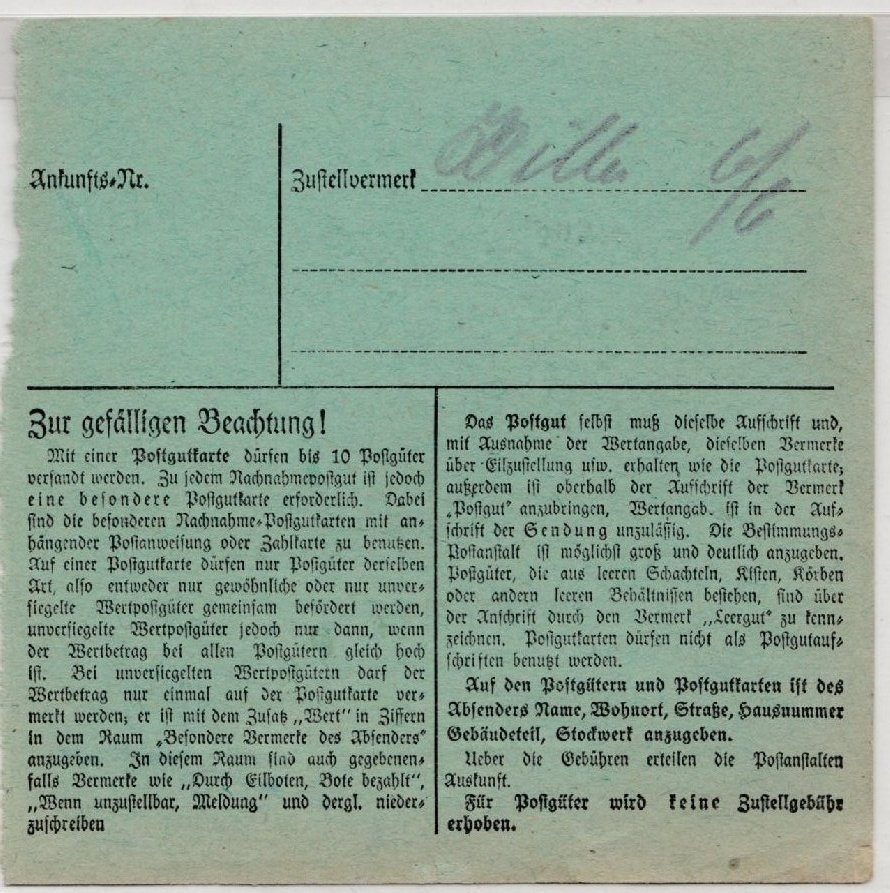 Ankunfts-Nr.
Zustellvermerk
6/6
Zur gefälligen Beachtung!
Mit einer Postgutkarte dürfen bis 10 Postgüter
versandt werden. Zu jedem Nachnahmepostgut ist jedoch
eine besondere Postgutkarte erforderlich. Dabei
sind die besonderen Nachnahme-Postgutkarten mit an-
hängender Postanweisung oder Zahlkarte zu benutzen.
Auf einer Postgutkarte dürfen nur Postgüter derselben
Art, also entweder nur gewöhnliche oder nur unver-
siegelte Wertpostgüter gemeinsam befördert werden,
unversiegelte Wertpostgüter jedoch nur dann, wenn
der Wertbetrag bei allen Postgütern gleich hoch
ist. Bei unversiegelten Wertpostgütern darf der
Wertbetrag nur einmal auf der Postgutkarte ver-
merkt werden; er ist mit dem Zusatz „Wert" in Ziffern
in dem Raum „Besondere Vermerke des Absenders"
anzugeben. In diesem Raum sind auch gegebenen-
falls Vermerke wie „Durch Eilboten, Bote bezahlt",
„Wenn unzustellbar, Meldung" und dergl. nieder-
zuschreiben
Das Postgut selbst muß dieselbe Aufschrift und,
mit Ausnahme der Wertangabe, dieselben Vermerke
über Eilzustellung usw. erhalten wie die Postgutkarte;
außerdem ist oberhalb der Aufschrift der Vermerk
„Postgut" anzubringen, Wertangab. ist in der Auf-
schrift der Sendung unzulässig. Die Bestimmungs-
Postanstalt ist möglichst groß und deutlich anzugeben.
Postgüter, die aus leeren Schachteln, Kisten, Körben
oder andern leeren Behältnissen bestehen, sind über
der Anschrift durch den Vermerk „Leergut" zu kenn-
zeichnen. Postgutkarten dürfen nicht als Postgutauf-
schriften benutzt werden.
Auf den Postgütern und Postgutkarten ist des
Absenders Name, Wohnort, Straße, Hausnummer
Gebäudeteil, Stockwerk anzugeben.
Ueber die Gebühren erteilen die Postanstalten
Auskunft.
Für Postgüter wird keine Zustellgebühr
erhoben.